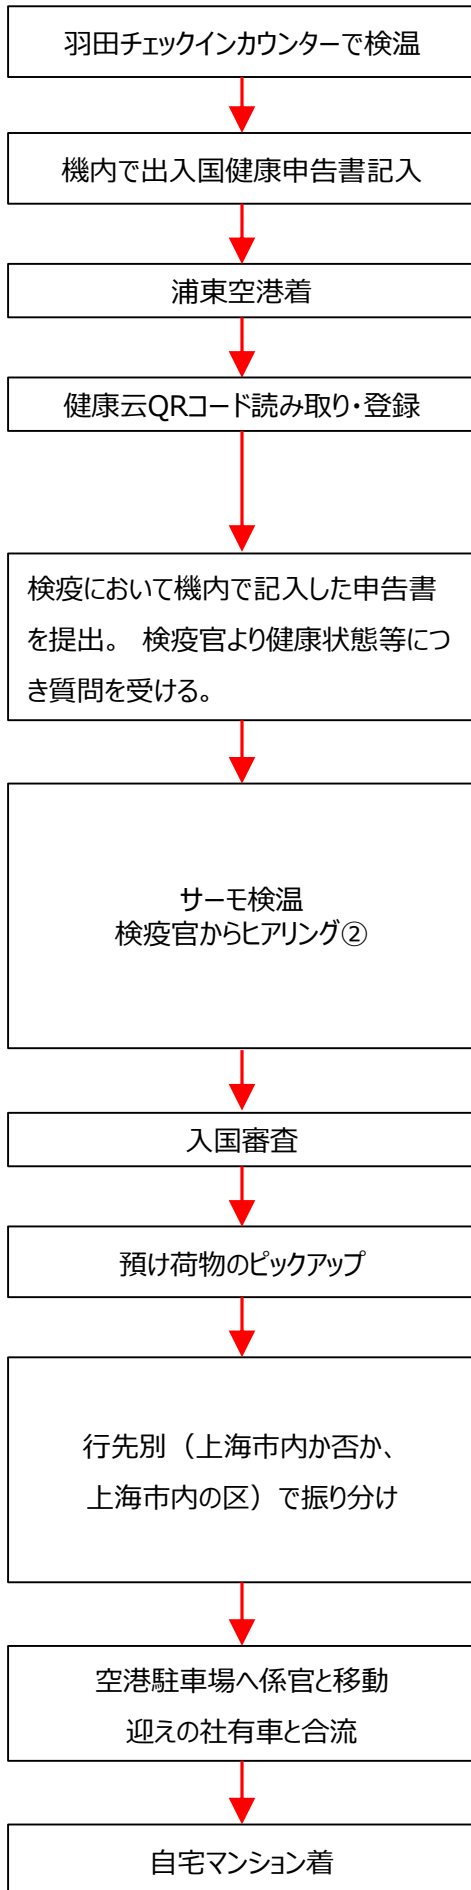 羽田チェックインカウンターで検温
機内で出入国健康申告書記入
浦東空港着
健康云QRコード読み取り・登録
検疫において機内で記入した申告書
を提出。 検疫官より健康状態等につ
き質問を受ける。
サーモ検温
検疫官からヒアリング②
入国審査
預け荷物のピックアップ
行先別（上海市内か否か、
上海市内の区）で振り分け
空港駐車場へ係官と移動
迎えの社有車と合流
自宅マンション着